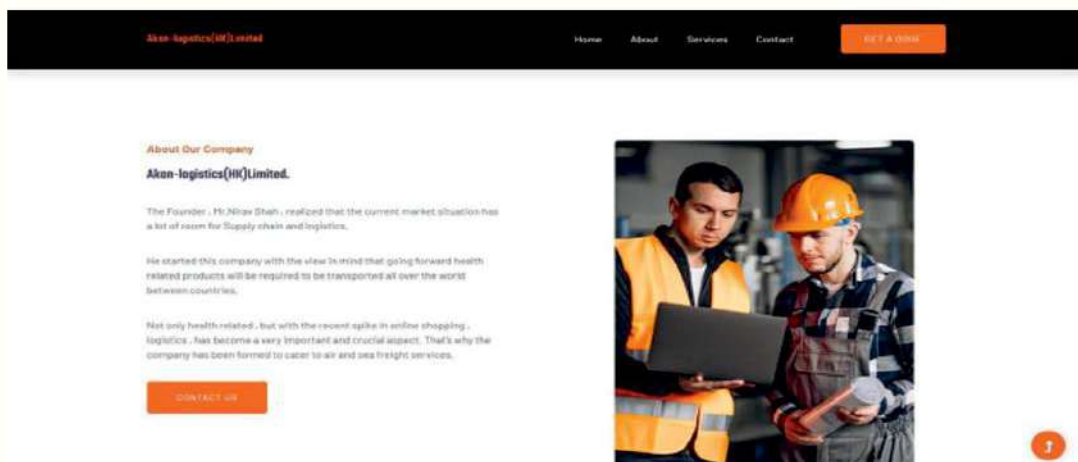 Akon-logistics(HK)Limited
Home About Services Contact
GET A
About Our Company
Akon-logistics(HK)Limited.
The Founder , Mr.Nirav Shah , realized that the current market situation has
a lot of room for Supply chain and logistics.
He started this company with the view in mind that going forward health
related products will be required to be transported all over the world
between countries.
Not only health related , but with the recent spike in online shopping ,
logistics , has become a very important and crucial aspect. That's why the
company has been formed to cater to air and sea freight services.
CONTACT US